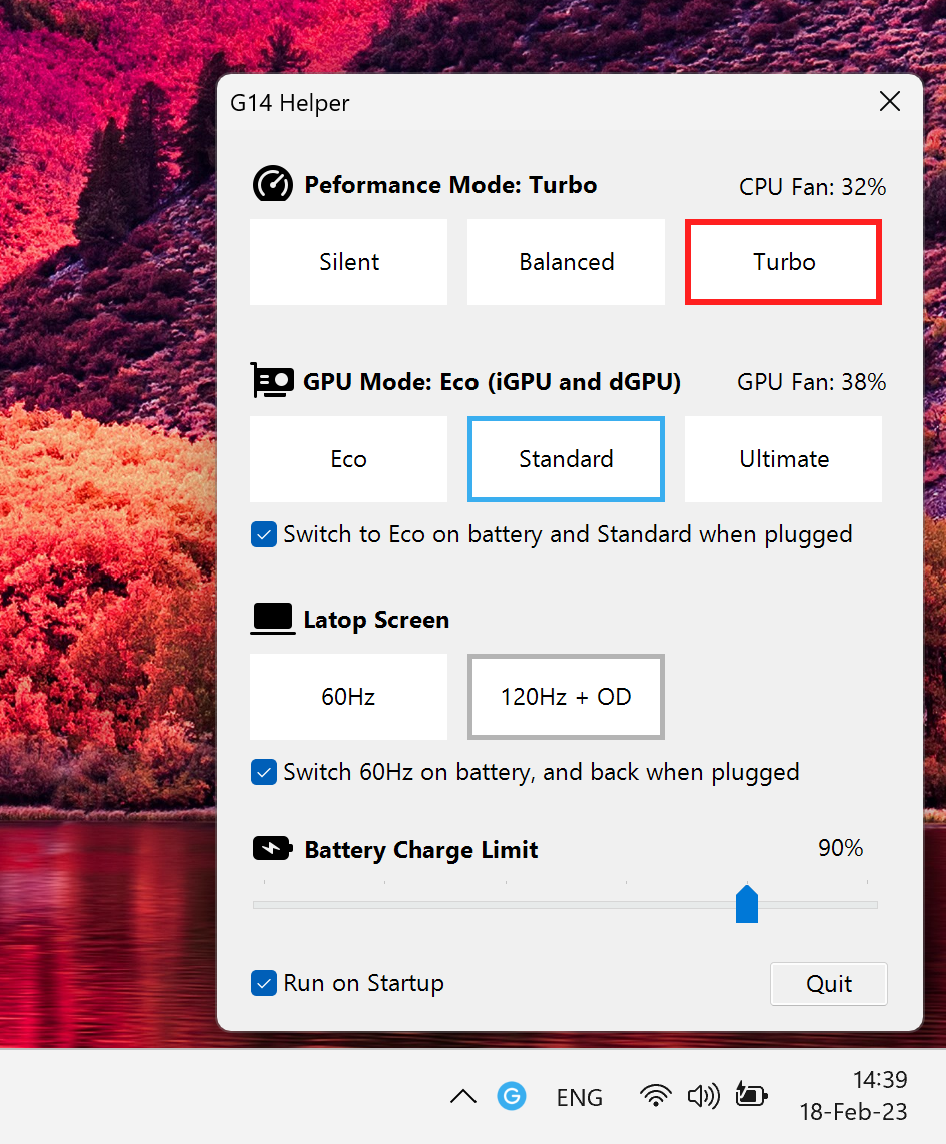 G14 Helper
Peformance Mode: Turbo
CPU Fan: 32%
Silent
Balanced
Turbo
GPU Mode: Eco (iGPU and dGPU)
GPU Fan: 38%
Eco
Standard
Ultimate
Switch to Eco on battery and Standard when plugged
Latop Screen
60Hz
120Hz + OD
Switch 60Hz on battery, and back when plugged
Battery Charge Limit
90%
Run on Startup
Quit
G
ENG
14:39
18-Feb-23